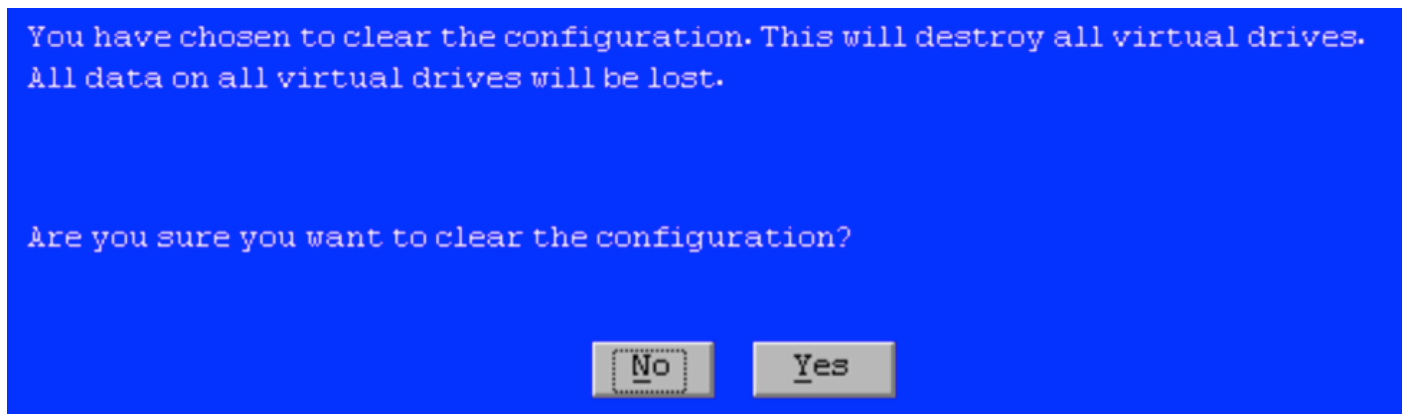 You have chosen to clear the configuration. This will destroy all virtual drives.
All data on all virtual drives will be lost.
Are you sure you want to clear the configuration?
No
Yes